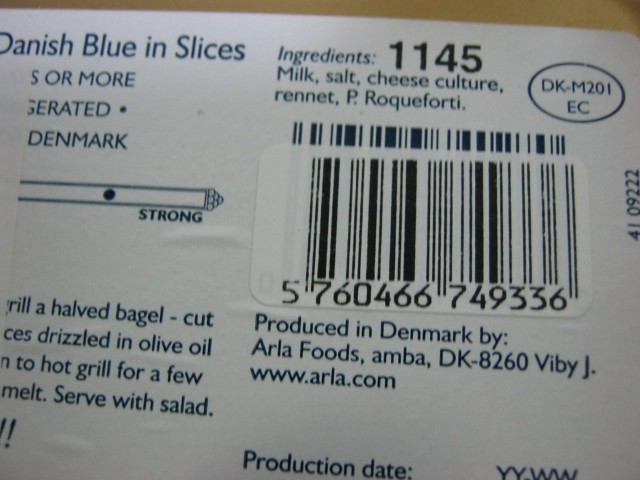 Danish Blue in Slices
S OR MORE
GERATED •
DENMARK
STRONG
grill a halved bagel - cut
ces drizzled in olive oil
n to hot grill for a few
melt. Serve with salad.
!!
Ingredients: 1145
Milk, salt, cheese culture,
rennet, P. Roqueforti.
DK-M201
EC
41 09222
5 760466 749336
Produced in Denmark by:
Arla Foods, amba, DK-8260 Viby J.
www.arla.com
Production date: YY-WW